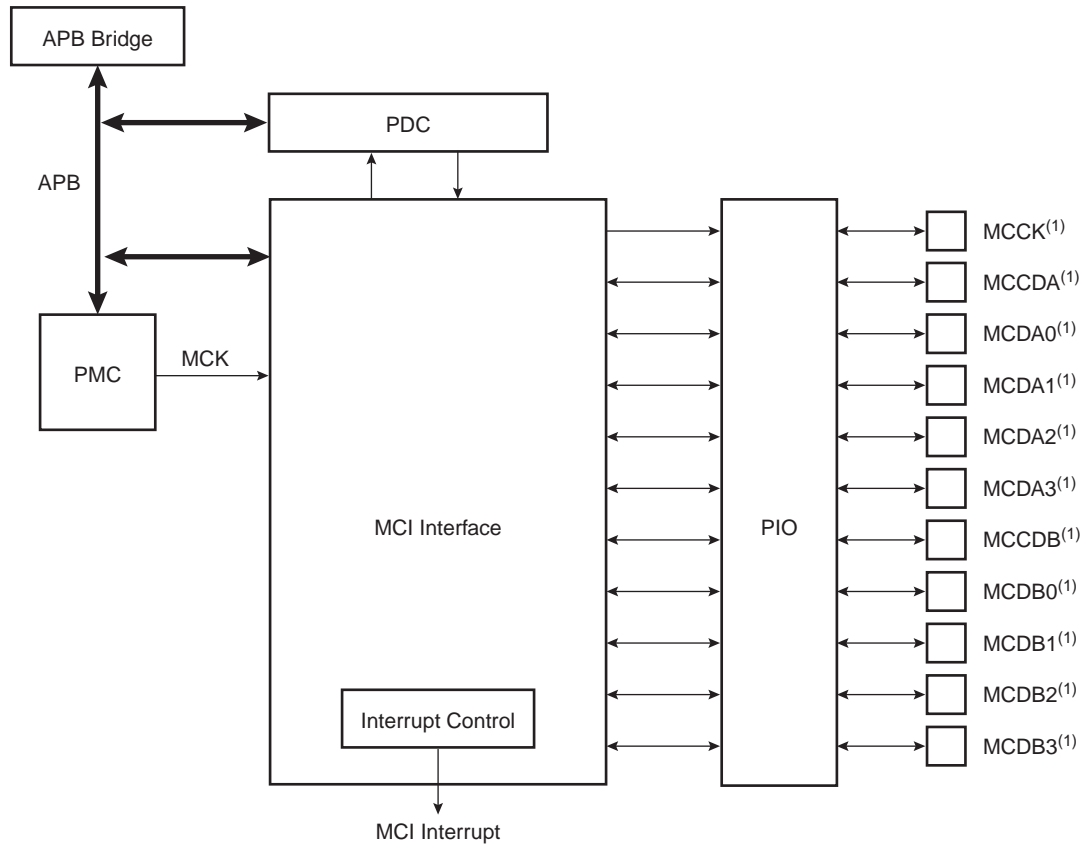 APB Bridge
PDC
APB
MCCK(1)
MCCDA(1)
MCDA0(1)
PMC
MCK
MCDA1(1)
MCDA2(1)
MCDA3(1)
MCI Interface
PIO
MCCDB(1)
MCDB0(1)
MCDB1(1)
Interrupt Control
MCDB2(1)
MCDB3(1)
MCI Interrupt